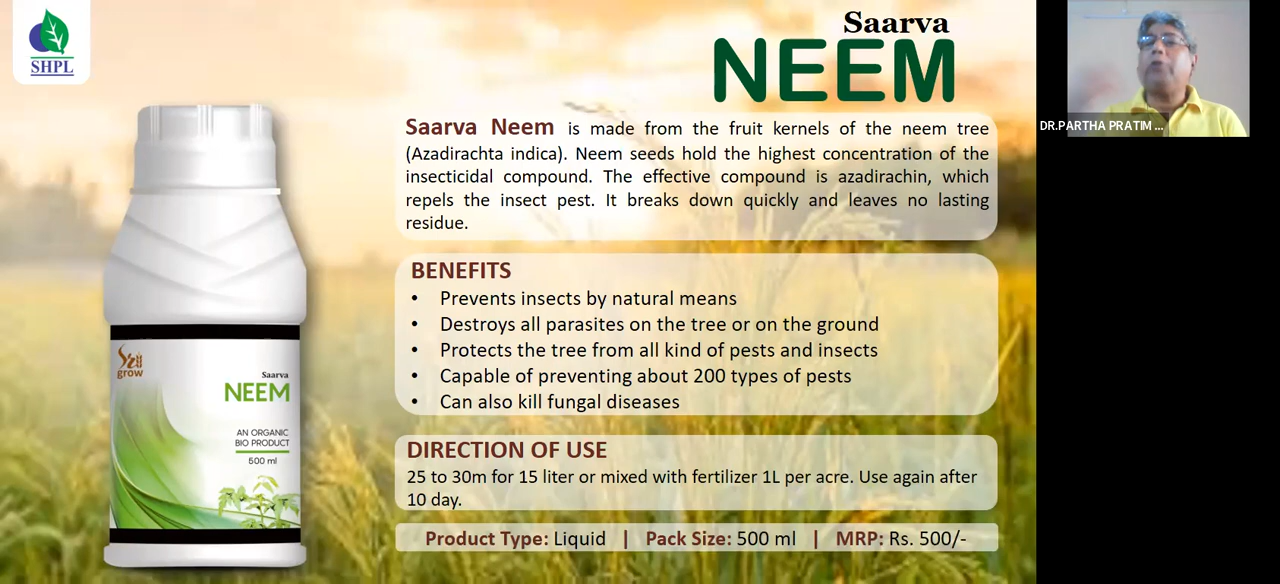 SHPL
Saarva
NEEM
Saarva Neem is made from the fruit kernels of the neem tree
(Azadirachta indica). Neem seeds hold the highest concentration of the
insecticidal compound. The effective compound is azadirachin, which
repels the insect pest. It breaks down quickly and leaves no lasting
residue.
BENEFITS
• Prevents insects by natural means
• Destroys all parasites on the tree or on the ground
• Protects the tree from all kind of pests and insects
• Capable of preventing about 200 types of pests
• Can also kill fungal diseases
DIRECTION OF USE
25 to 30m for 15 liter or mixed with fertilizer 1L per acre. Use again after
10 day.
Product Type: Liquid | Pack Size: 500 ml | MRP: Rs. 500/-
grow
Saarva
NEEM
AN ORGANIC
BIO PRODUCT
500 ml
DR.PARTHA PRATIM ...